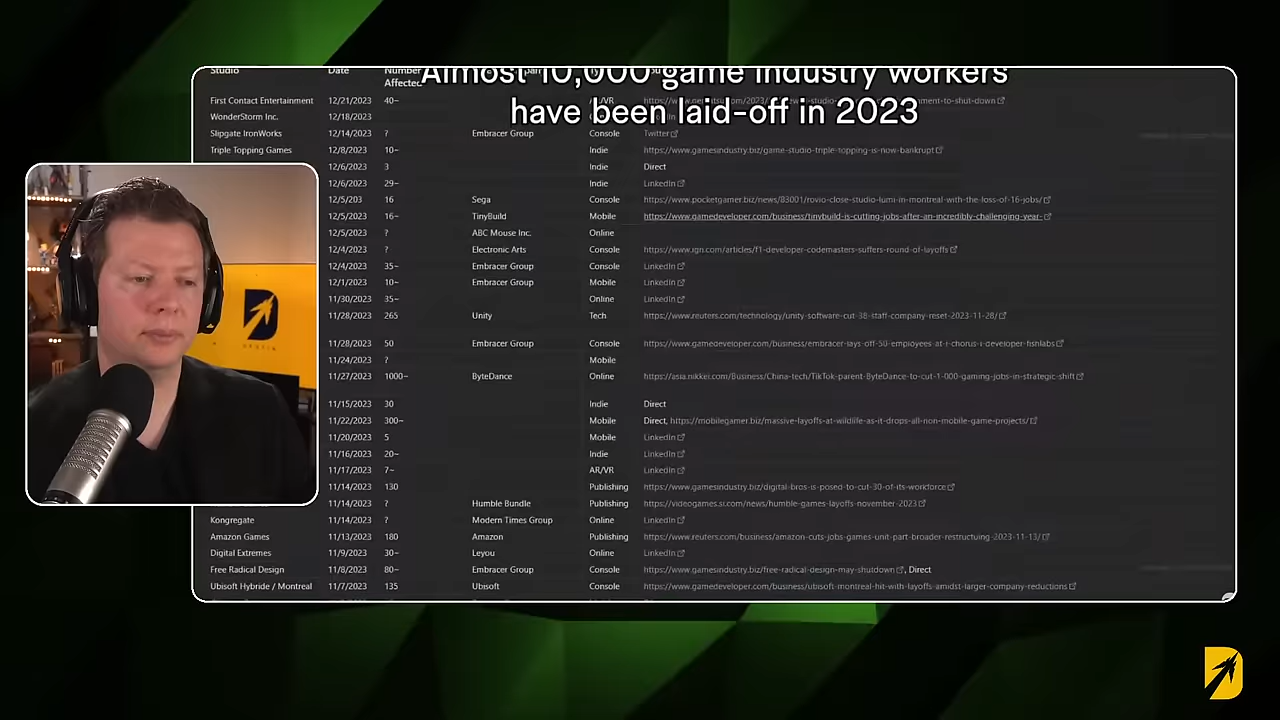 Almost 10,000 game industry workers
have been laid-off in 2023
Studio Date Number
Affected
First Contact Entertainment 12/21/2023 40~
WonderStorm Inc. 12/18/2023
Slipgate IronWorks 12/14/2023 ? Embracer Group Console Twitter
Triple Topping Games 12/8/2023 10~ Indie https://www.gamesindustry.biz/game-studio-triple-topping-is-now-bankrupt
12/6/2023 3 Indie Direct
12/6/2023 29~ Indie LinkedIn
12/5/203 16 Sega Console https://www.pocketgamer.biz/news/83001/rovio-close-studio-lumi-in-montreal-with-the-loss-of-16-jobs/
12/5/2023 16~ TinyBuild Mobile https://www.gamedeveloper.com/business/tinybuild-is-cutting-jobs-after-an-incredibly-challenging-year-
12/5/2023 ? ABC Mouse Inc. Online
12/4/2023 ? Electronic Arts Console https://www.ign.com/articles/f1-developer-codemasters-suffers-round-of-layoffs
12/4/2023 35~ Embracer Group Console LinkedIn
12/1/2023 10~ Embracer Group Mobile LinkedIn
11/30/2023 35~ Online LinkedIn
11/28/2023 265 Unity Tech https://www.reuters.com/technology/unity-software-cut-38-staff-company-reset-2023-11-28/
11/28/2023 50 Embracer Group Console https://www.gamedeveloper.com/business/embracer-lays-off-50-employees-at-i-chorus-i-developer-fishlabs
11/24/2023 ? Mobile
11/27/2023 1000~ ByteDance Online https://asia.nikkei.com/Business/China-tech/TikTok-parent-ByteDance-to-cut-1-000-gaming-jobs-in-strategic-shift
11/15/2023 30 Indie Direct
11/22/2023 300~ Mobile Direct, https://mobilegamer.biz/massive-layoffs-at-wildlife-as-it-drops-all-non-mobile-game-projects/
11/20/2023 5 Mobile LinkedIn
11/16/2023 20~ Indie LinkedIn
11/17/2023 7~ AR/VR LinkedIn
11/14/2023 130 Publishing https://www.gamesindustry.biz/digital-bros-is-posed-to-cut-30-of-its-workforce
11/14/2023 ? Humble Bundle Publishing https://videogames.si.com/news/humble-games-layoffs-november-2023
Kongregate 11/14/2023 ? Modern Times Group Online LinkedIn
Amazon Games 11/13/2023 180 Amazon Publishing https://www.reuters.com/business/amazon-cuts-jobs-games-unit-part-broader-restructuing-2023-11-13/
Digital Extremes 11/9/2023 30~ Leyou Online LinkedIn
Free Radical Design 11/8/2023 80~ Embracer Group Console https://www.gamesindustry.biz/free-radical-design-may-shutdown, Direct
Ubisoft Hybride / Montreal 11/7/2023 135 Ubisoft Console https://www.gamedeveloper.com/business/ubisoft-montreal-hit-with-layoffs-amidst-larger-company-reductions